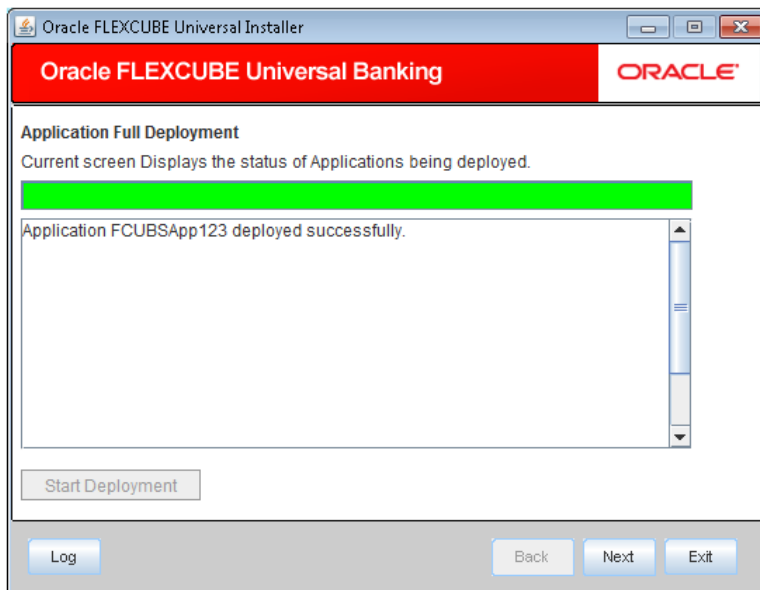 Oracle FLEXCUBE Universal Installer
Oracle FLEXCUBE Universal Banking
ORACLE
Application Full Deployment
Current screen Displays the status of Applications being deployed.
Application FCUBSApp123 deployed successfully.
Start Deployment
Log
Back
Next
Exit